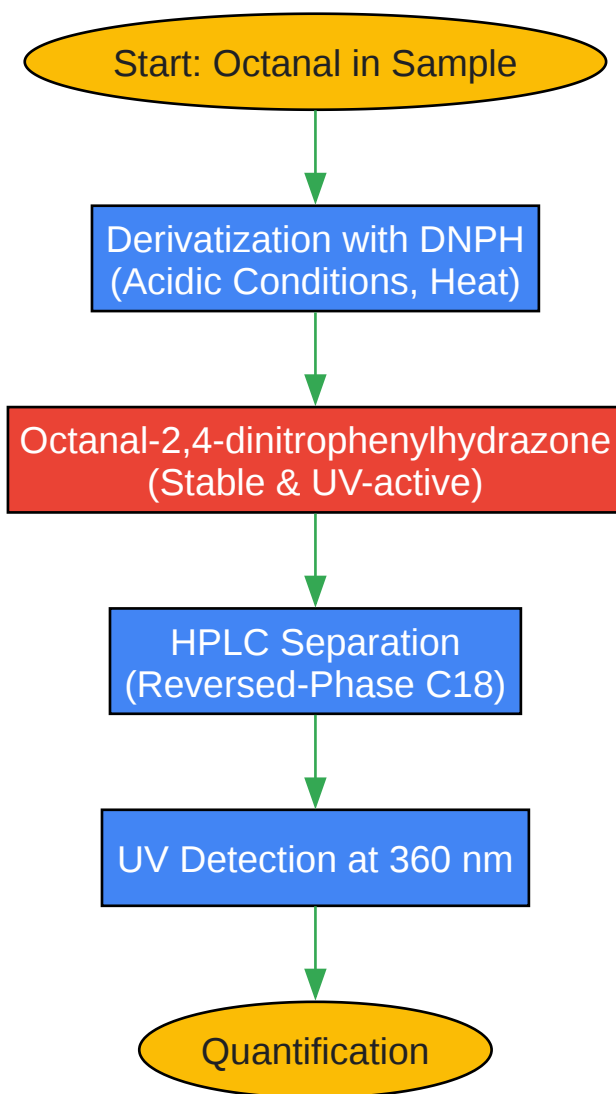 Start: Octanal in Sample
Derivatization with DNPH
(Acidic Conditions, Heat)
Octanal-2,4-dinitrophenylhydrazone
(Stable & UV-active)
HPLC Separation
(Reversed-Phase C18)
UV Detection at 360 nm
Quantification